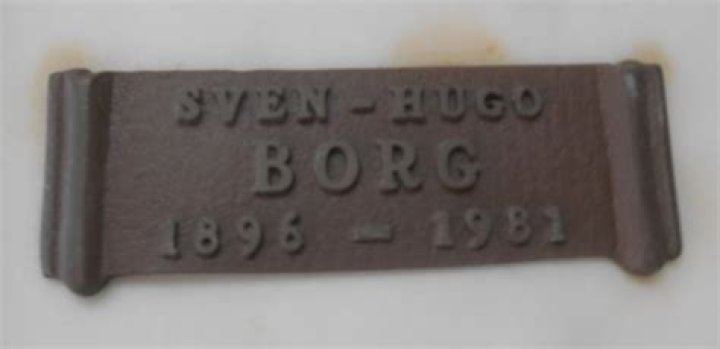 SVEN-HUGO
BORG
1896 - 1981